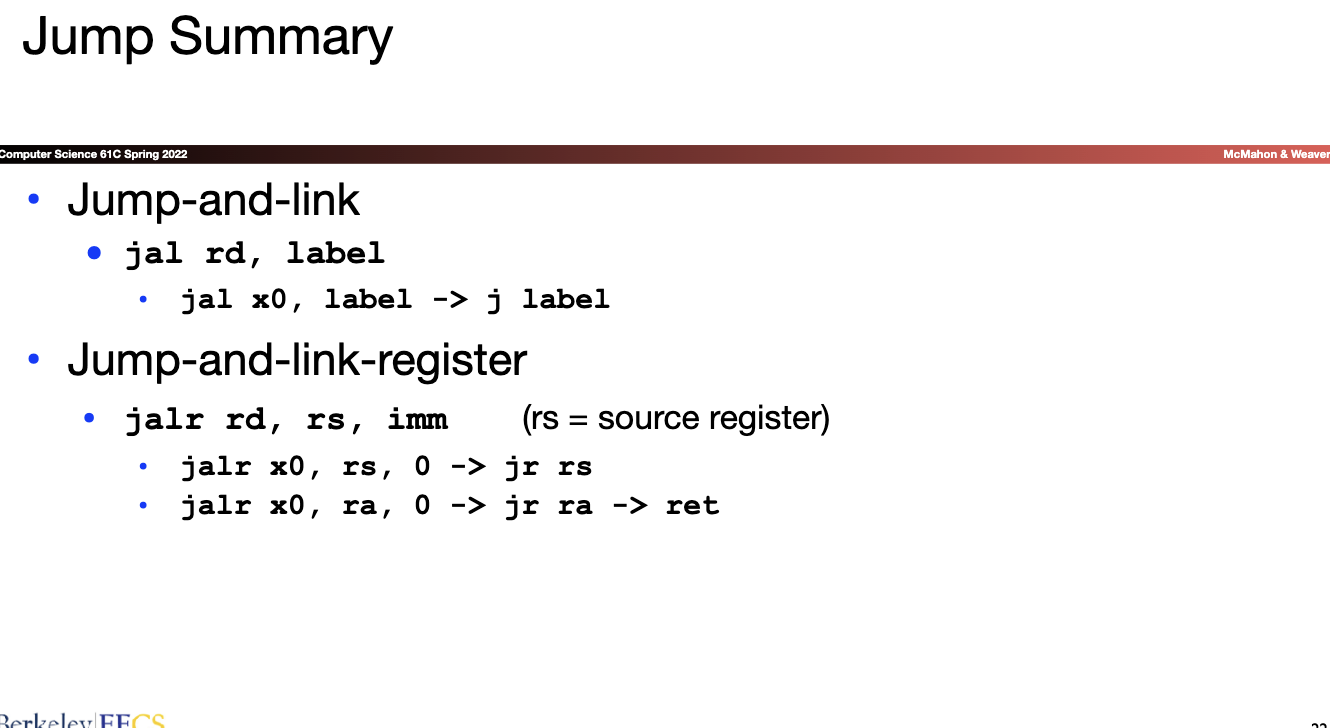 Jump Summary
Computer Science 61C Spring 2022
McMahon & Weaver
• Jump-and-link
• jal rd, label
• jal x0, label -> j label
• Jump-and-link-register
• jalr rd, rs, imm (rs = source register)
• jalr x0, rs, 0 -> jr rs
• jalr x0, ra, 0 -> jr ra -> ret
Berkeley|EECS